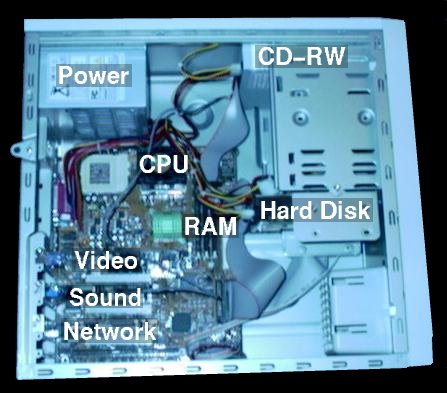 CD-RW
Power
CPU
Hard Disk
RAM
Video
Sound
Network